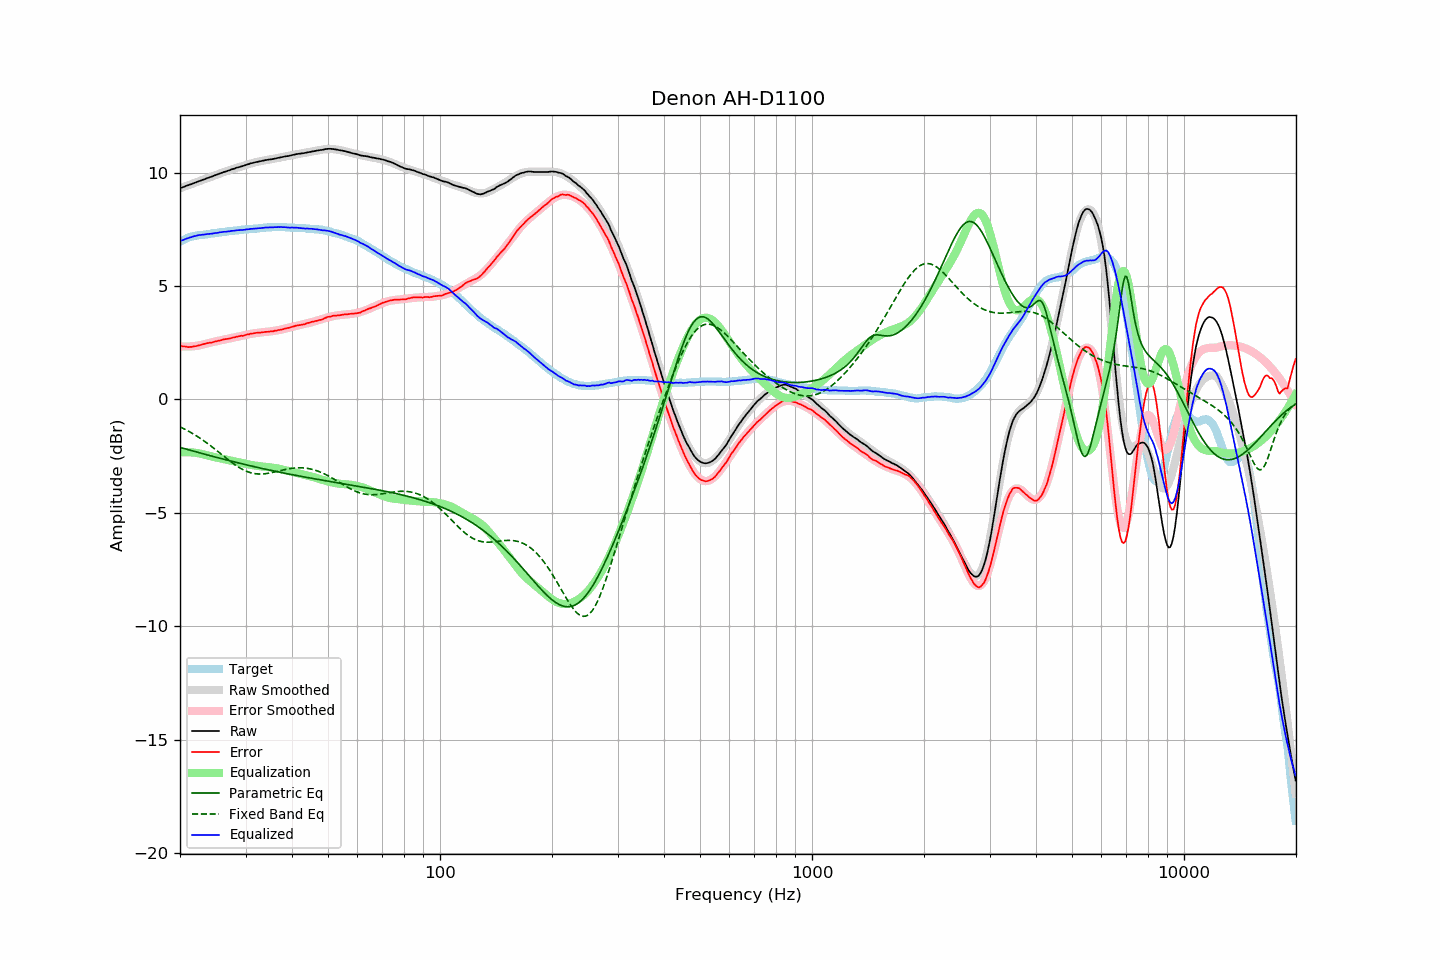 Denon AH-D1100
Amplitude (dBr)
10
5
0
−5
−10
−15
−20
Target
Raw Smoothed
Error Smoothed
Raw
Error
Equalization
Parametric Eq
Fixed Band Eq
Equalized
100
1000
10000
Frequency (Hz)